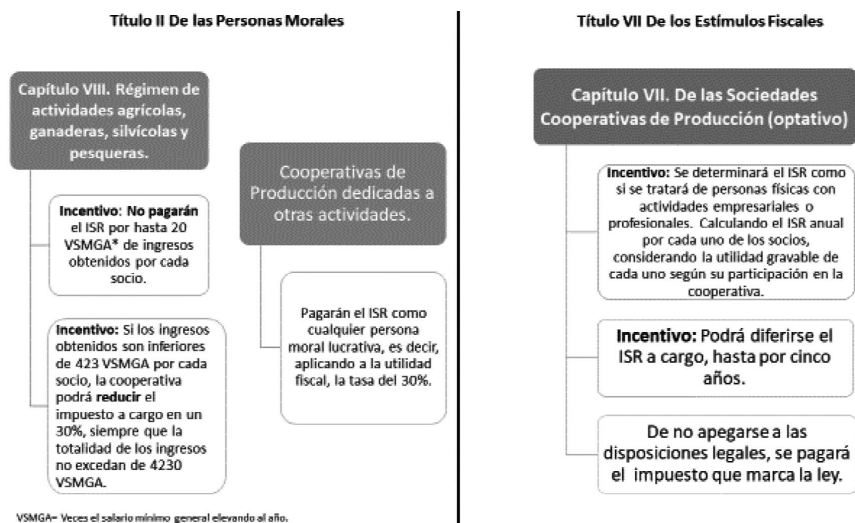 Título II De las Personas Morales
Capítulo VIII. Régimen de
actividades agrícolas,
ganaderas, silvícolas y
pesqueras.
Incentivo: No pagarán
el ISR por hasta 20
VSMGA* de ingresos
obtenidos por cada
socio.
Incentivo: Si los ingresos
obtenidos son inferiores
de 423 VSMGA por cada
socio, la cooperativa
podrá reducir el
impuesto a cargo en un
30%, siempre que la
totalidad de los ingresos
no excedan de 4230
VSMGA.
Cooperativas de
Producción dedicadas a
otras actividades.
Pagarán el ISR como
cualquier persona
moral lucrativa, es decir,
aplicando a la utilidad
fiscal, la tasa del 30%.
VSMGA= Veces el salario mínimo general elevando al año.
Título VII De los Estímulos Fiscales
Capítulo VII. De las Sociedades
Cooperativas de Producción (optativo)
Incentivo: Se determinará el ISR como
si se tratará de personas físicas con
actividades empresariales o
profesionales. Calculando el ISR anual
por cada uno de los socios,
considerando la utilidad gravable de
cada uno según su participación en la
cooperativa.
Incentivo: Podrá diferirse el
ISR a cargo, hasta por cinco
años.
De no apegarse a las
disposiciones legales, se pagará
el impuesto que marca la ley.